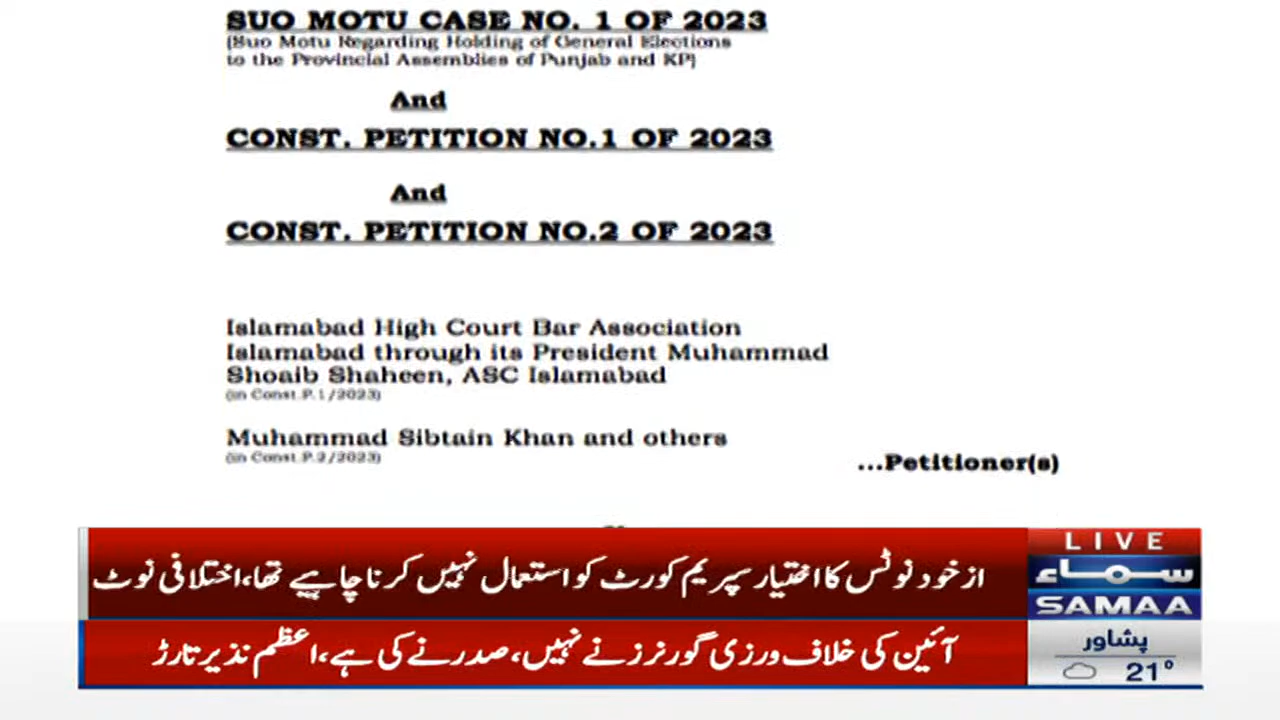 SUO MOTU CASE NO. 1 OF 2023
(Suo Motu Regarding Holding of General Elections
to the Provincial Assemblies of Punjab and KP)
And
CONST. PETITION NO.1 OF 2023
And
CONST. PETITION NO.2 OF 2023
Islamabad High Court Bar Association
Islamabad through its President Muhammad
Shoaib Shaheen, ASC Islamabad
(in Const.P.1/2023)
Muhammad Sibtain Khan and others
(in Const.P.2/2023)
...Petitioner(s)
از خود نوٹس کا اختیار سپریم کورٹ کو استعمال نہیں کرنا چاہیے تھا، اختلافی نوٹ
آئین کی خلاف ورزی گورنرز نے نہیں، صدر نے کی ہے، اعظم نذیر تارڑ
LIVE
سماء
SAMAA
پشاور
21°